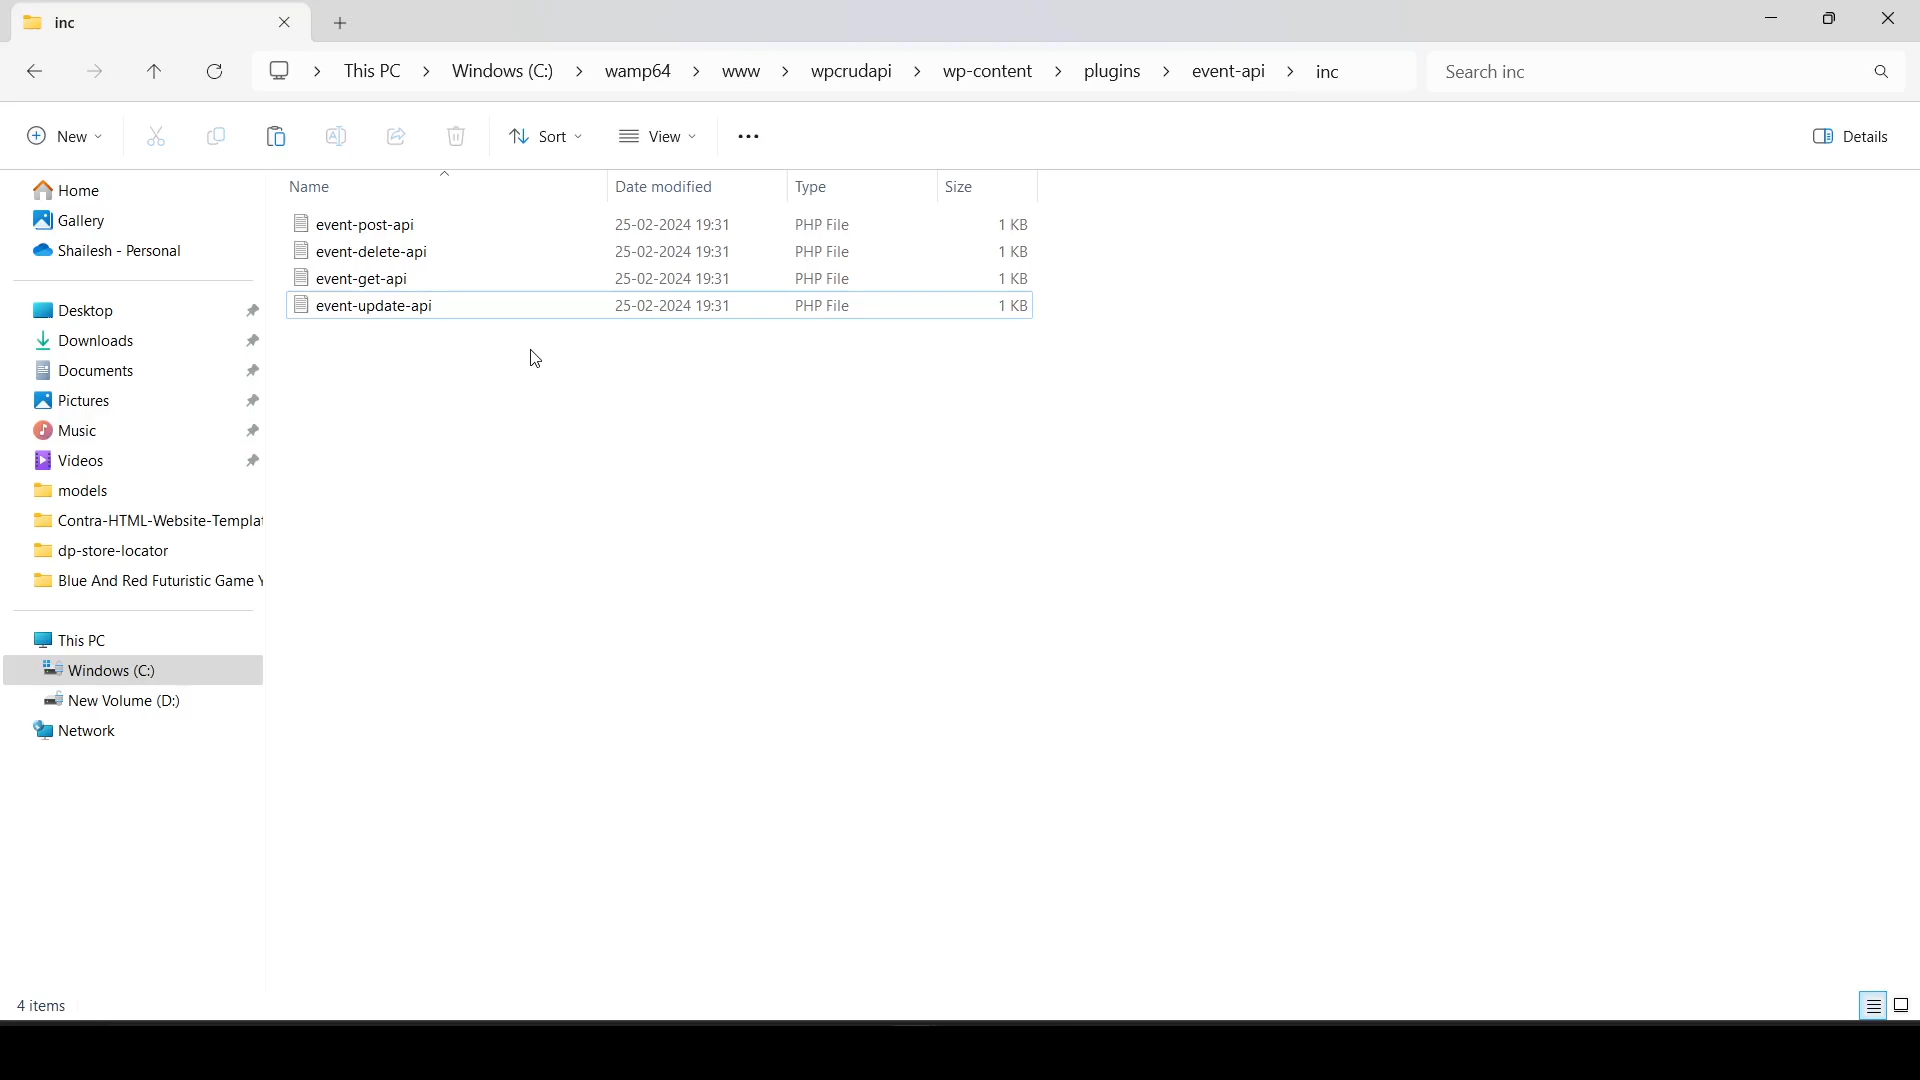 inc
This PC > Windows (C:) > wamp64 > www > wpcrudapi > wp-content > plugins > event-api > inc
Search inc
New
Sort
View
Details
Name Date modified Type Size
event-post-api 25-02-2024 19:31 PHP File 1 KB
event-delete-api 25-02-2024 19:31 PHP File 1 KB
event-get-api 25-02-2024 19:31 PHP File 1 KB
event-update-api 25-02-2024 19:31 PHP File 1 KB
Home
Gallery
Shailesh - Personal
Desktop
Downloads
Documents
Pictures
Music
Videos
models
Contra-HTML-Website-Templat
dp-store-locator
Blue And Red Futuristic Game Y
This PC
Windows (C:)
New Volume (D:)
Network
4 items